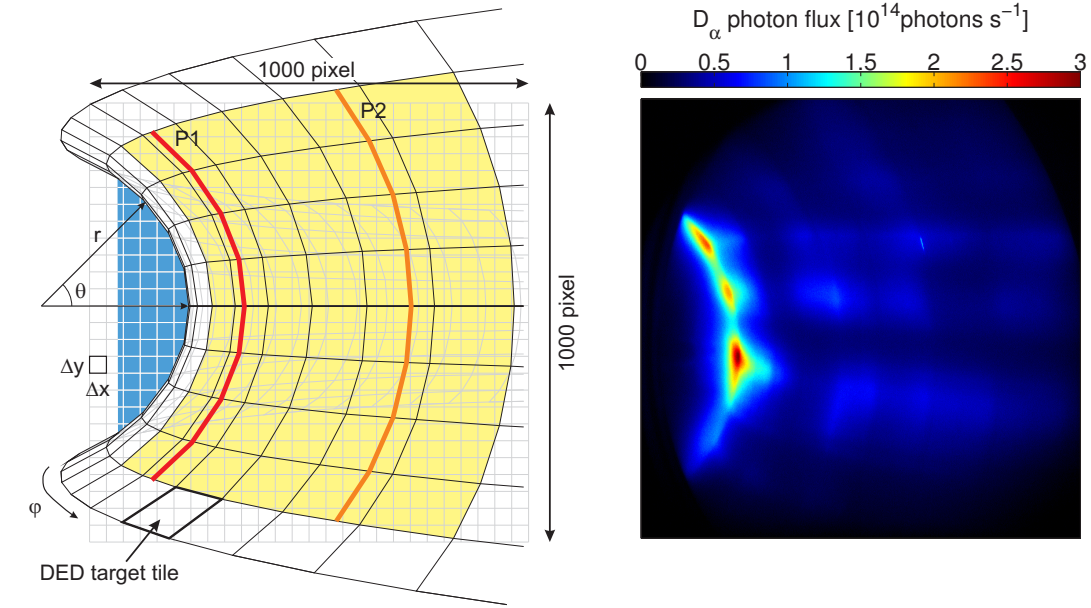 1000 pixel
P1
P2
r
θ
Δy
Δx
φ
DED target tile
1000 pixel
D_α photon flux [10^14 photons s^−1]
0 0.5 1 1.5 2 2.5 3